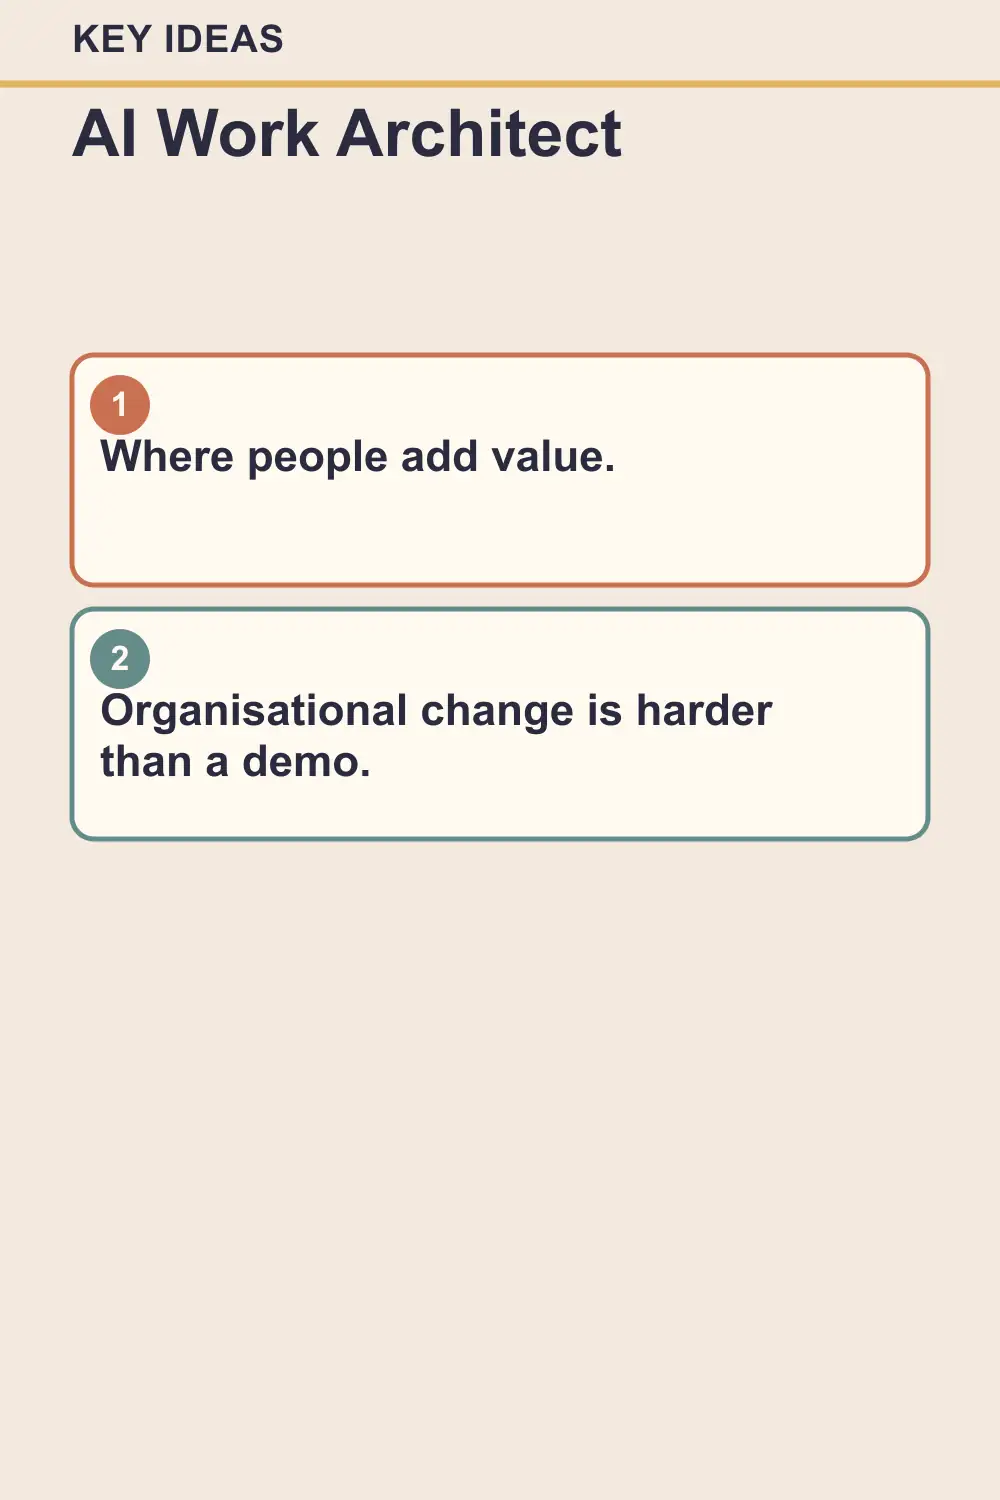 KEY IDEAS
AI Work Architect
1
Where people add value.
2
Organisational change is harder
than a demo.